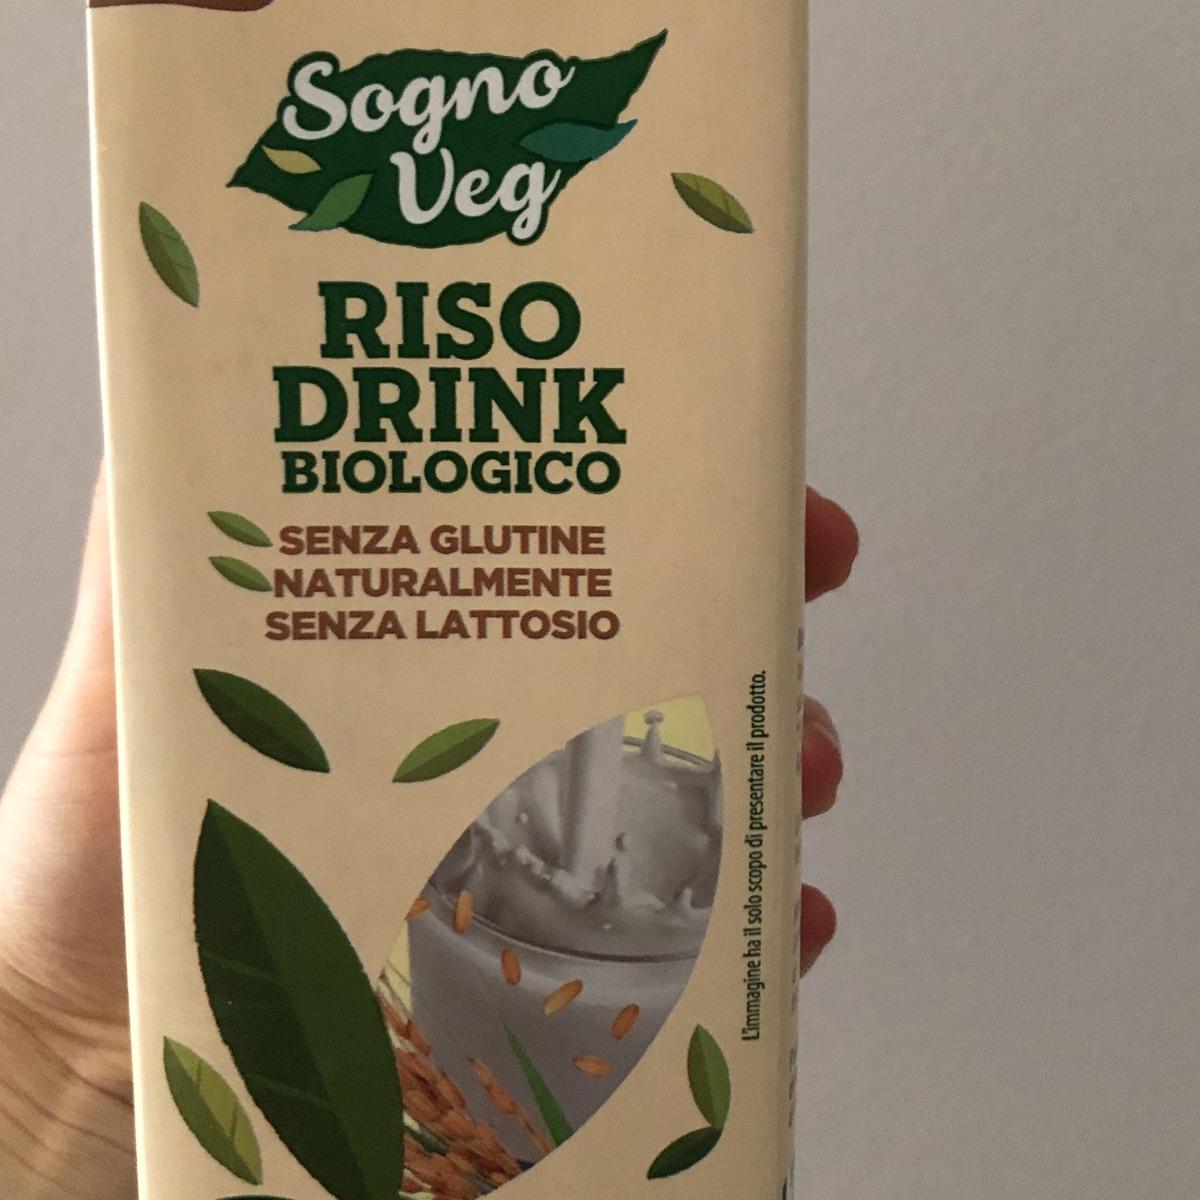 Sogno
Veg
RISO
DRINK
BIOLOGICO
SENZA GLUTINE
NATURALMENTE
SENZA LATTOSIO
L'immagine ha il solo scopo di presentare il prodotto.